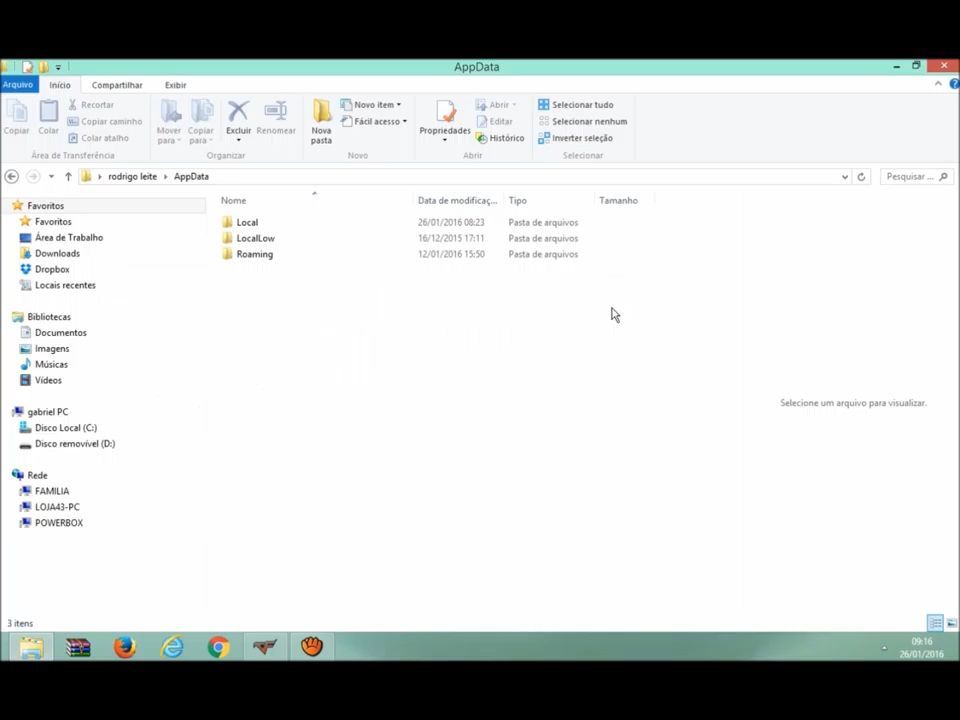 AppData
Arquivo Início Compartilhar Exibir
Copiar
Colar
Recortar
Copiar caminho
Colar atalho
Área de Transferência
Mover para
Copiar para
Excluir
Renomear
Organizar
Nova pasta
Novo item
Fácil acesso
Novo
Propriedades
Abrir
Editar
Histórico
Abrir
Selecionar tudo
Selecionar nenhum
Inverter seleção
Selecionar
rodrigo leite AppData
Pesquisar ...
Nome Data de modificaç... Tipo Tamanho
Local 26/01/2016 08:23 Pasta de arquivos
LocalLow 16/12/2015 17:11 Pasta de arquivos
Roaming 12/01/2016 15:50 Pasta de arquivos
Favoritos
Favoritos
Área de Trabalho
Downloads
Dropbox
Locais recentes
Bibliotecas
Documentos
Imagens
Músicas
Vídeos
gabriel PC
Disco Local (C:)
Disco removível (D:)
Rede
FAMILIA
LOJA43-PC
POWERBOX
Selecione um arquivo para visualizar.
3 itens
09:16
26/01/2016